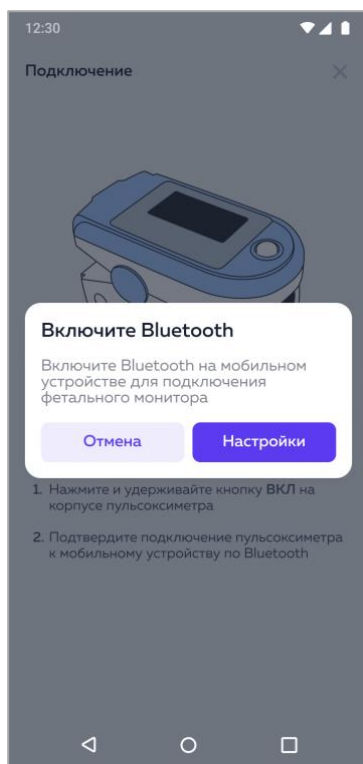 12:30
Подключение
Включите Bluetooth
Включите Bluetooth на мобильном
устройстве для подключения
фетального монитора
Отмена
Настройки
1. Нажмите и удерживайте кнопку ВКЛ на
корпусе пульсоксиметра
2. Подтвердите подключение пульсоксиметра
к мобильному устройству по Bluetooth